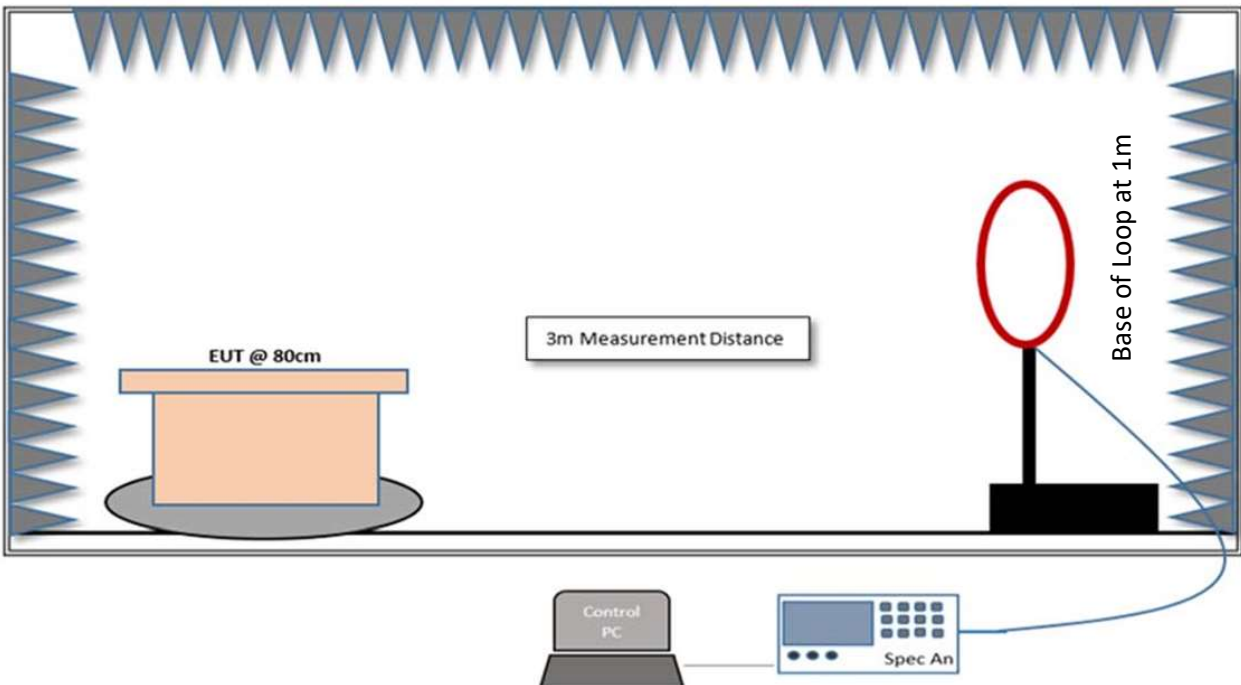 Base of Loop at 1m
3m Measurement Distance
EUT @ 80cm
Control
PC
Spec An